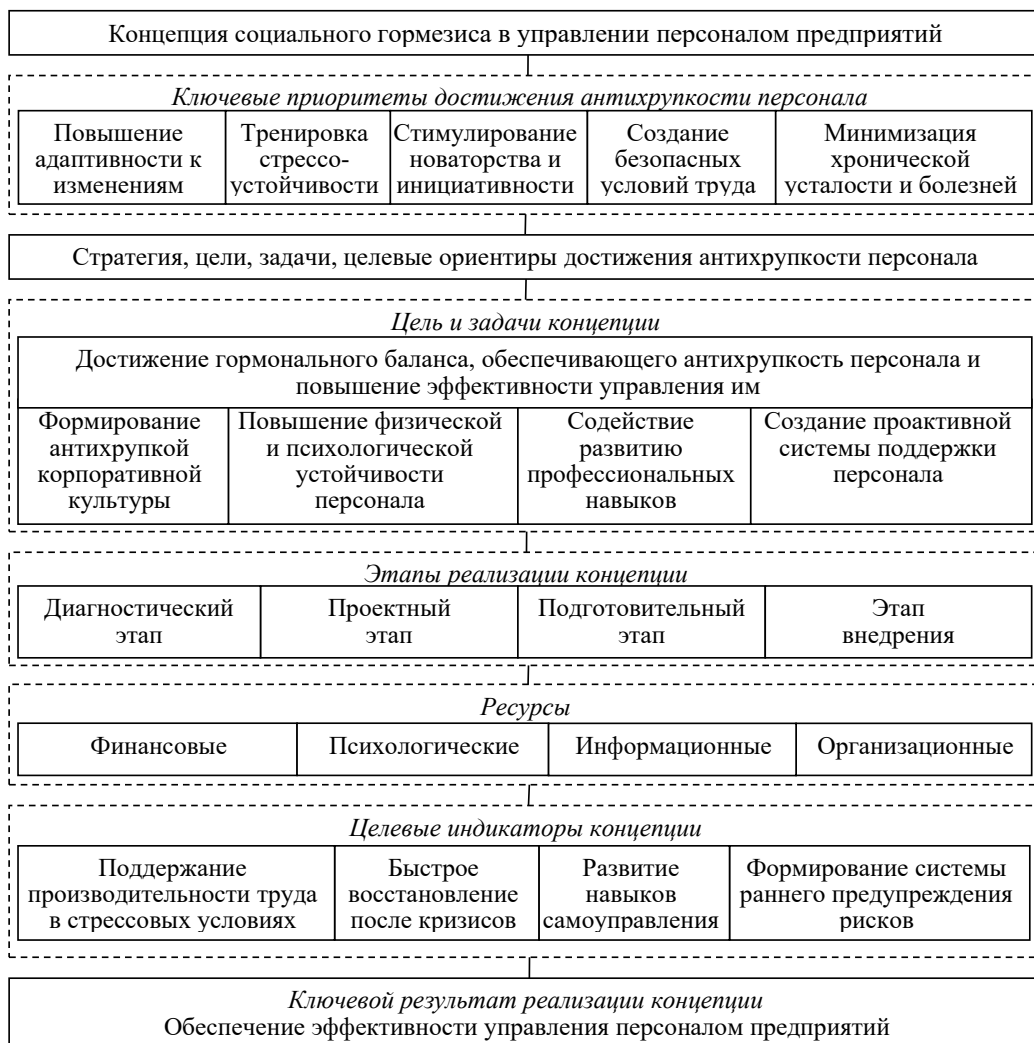 Концепция социального гормезиса в управлении персоналом предприятий
Ключевые приоритеты достижения антихрупкости персонала
Повышение
адаптивности к
изменениям
Тренировка
стрессо-
устойчивости
Стимулирование
новаторства и
инициативности
Создание
безопасных
условий труда
Минимизация
хронической
усталости и болезней
Стратегия, цели, задачи, целевые ориентиры достижения антихрупкости персонала
Цель и задачи концепции
Достижение гормонального баланса, обеспечивающего антихрупкость персонала и
повышение эффективности управления им
Формирование
антихрупкой
корпоративной
культуры
Повышение физической
и психологической
устойчивости
персонала
Содействие
развитию
профессиональных
навыков
Создание проактивной
системы поддержки
персонала
Этапы реализации концепции
Диагностический
этап
Проектный
этап
Подготовительный
этап
Этап
внедрения
Ресурсы
Финансовые
Психологические
Информационные
Организационные
Целевые индикаторы концепции
Поддержание
производительности труда
в стрессовых условиях
Быстрое
восстановление
после кризисов
Развитие
навыков
самоуправления
Формирование системы
раннего предупреждения
рисков
Ключевой результат реализации концепции
Обеспечение эффективности управления персоналом предприятий